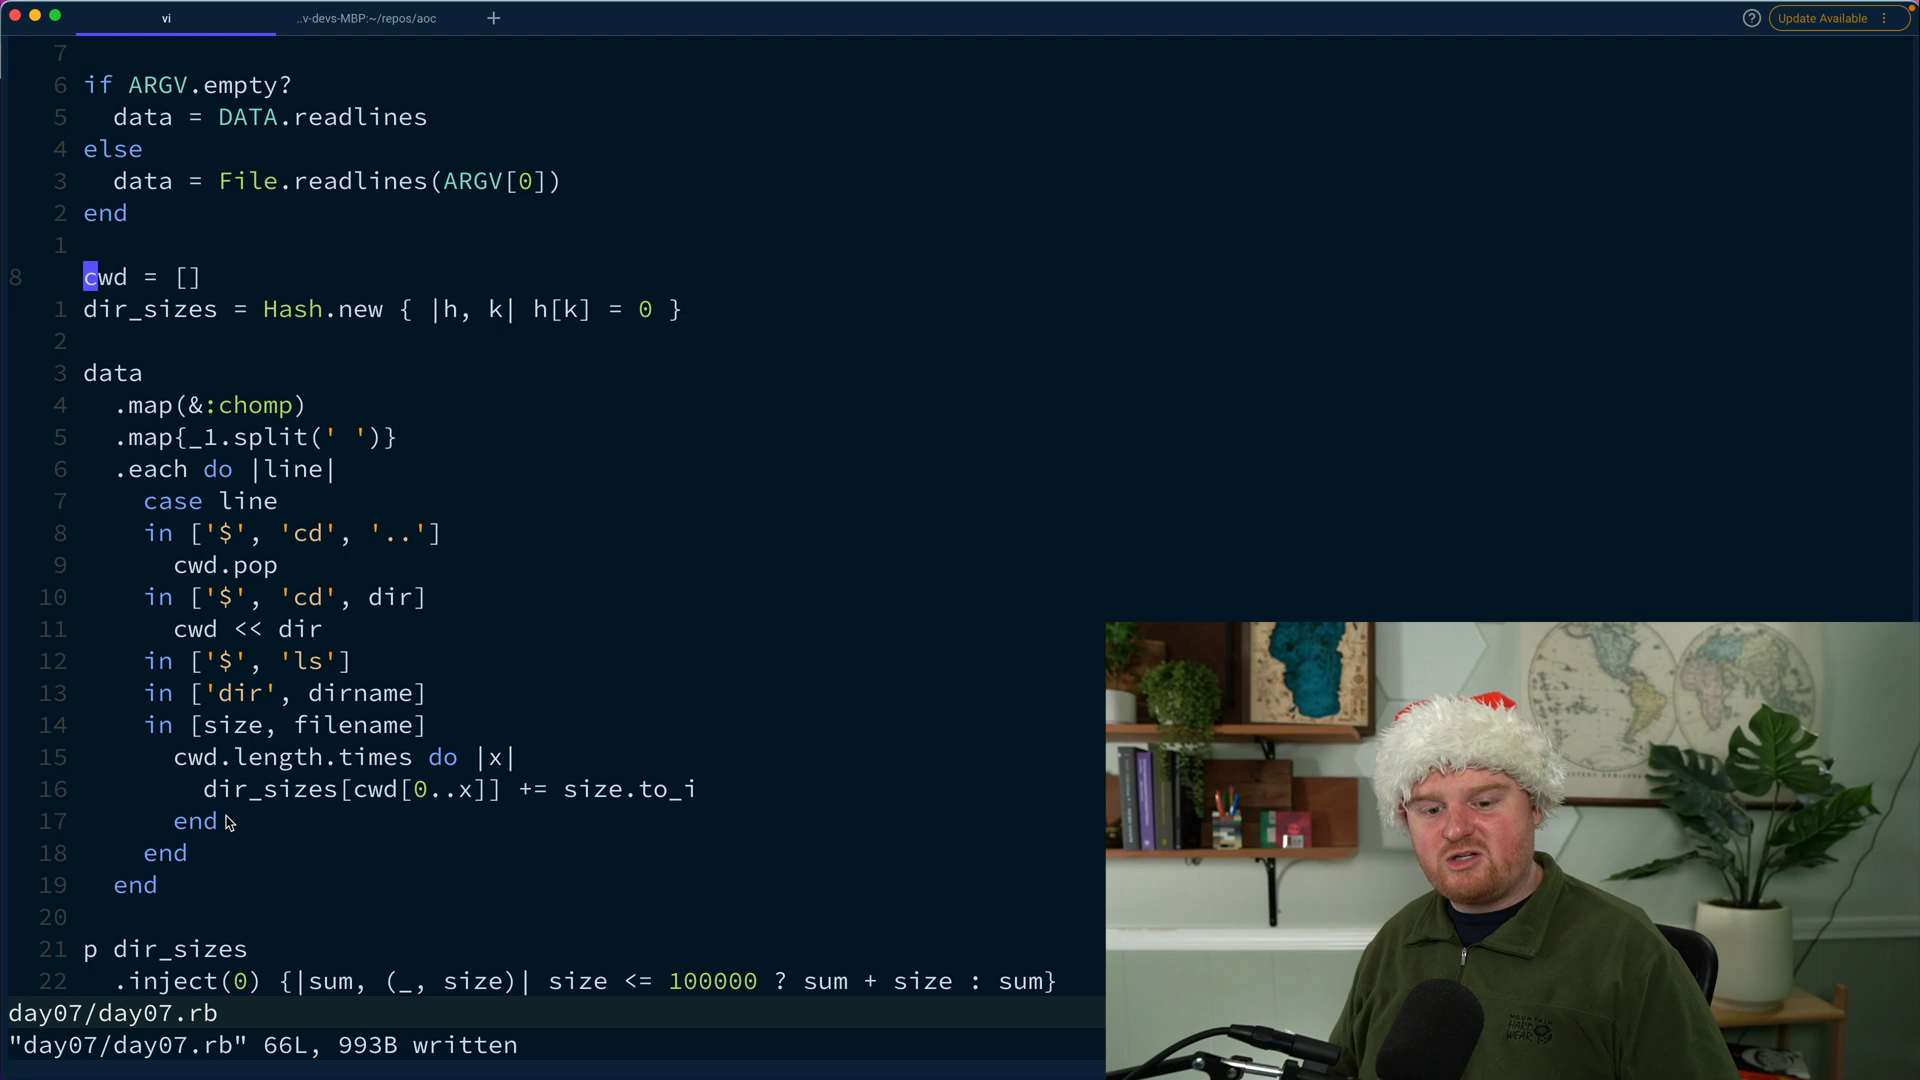 vi
..v-devs-MBP:~/repos/aoc
+
?
Update Available
7
6 if ARGV.empty?
5 data = DATA.readlines
4 else
3 data = File.readlines(ARGV[0])
2 end
1
8 cwd = []
1 dir_sizes = Hash.new { |h, k| h[k] = 0 }
2
3 data
4 .map(&:chomp)
5 .map{_1.split(' ')}
6 .each do |line|
7 case line
8 in ['$', 'cd', '..']
9 cwd.pop
10 in ['$', 'cd', dir]
11 cwd << dir
12 in ['$', 'ls']
13 in ['dir', dirname]
14 in [size, filename]
15 cwd.length.times do |x|
16 dir_sizes[cwd[0..x]] += size.to_i
17 end
18 end
19 end
20
21 p dir_sizes
22 .inject(0) {|sum, (_, size)| size <= 100000 ? sum + size : sum}
day07/day07.rb
"day07/day07.rb" 66L, 993B written
MOUNTAIN
HARD
WEAR